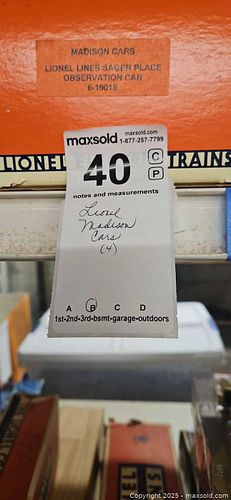 MADISON CARS
LIONEL LINES SAGER PLACE
OBSERVATION CAR
6-19018
maxsold maxsold.com
1-877-257-7799
40 C
P
LIONEL TRAINS
notes and measurements
Lionel
Madison
Cars
(4)
A B C D
1st-2nd-3rd-bsmt-garage-outdoors
Copyright © 2025 - MaxSold.com